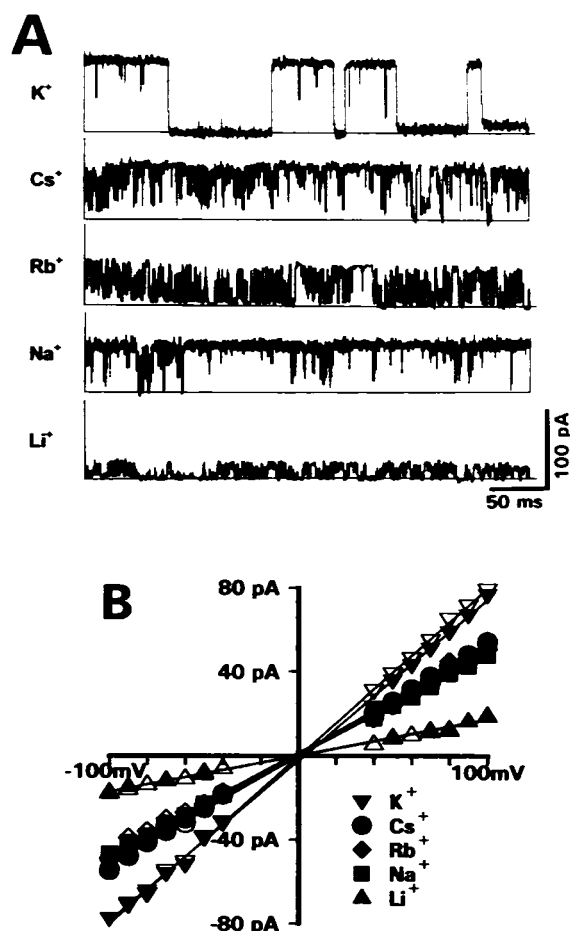 A
K+
Cs+
Rb+
Na+
Li+
100 pA
50 ms
B
80 pA
40 pA
-100mV
100mV
-40 pA
-80 pA
K+
Cs+
Rb+
Na+
Li+